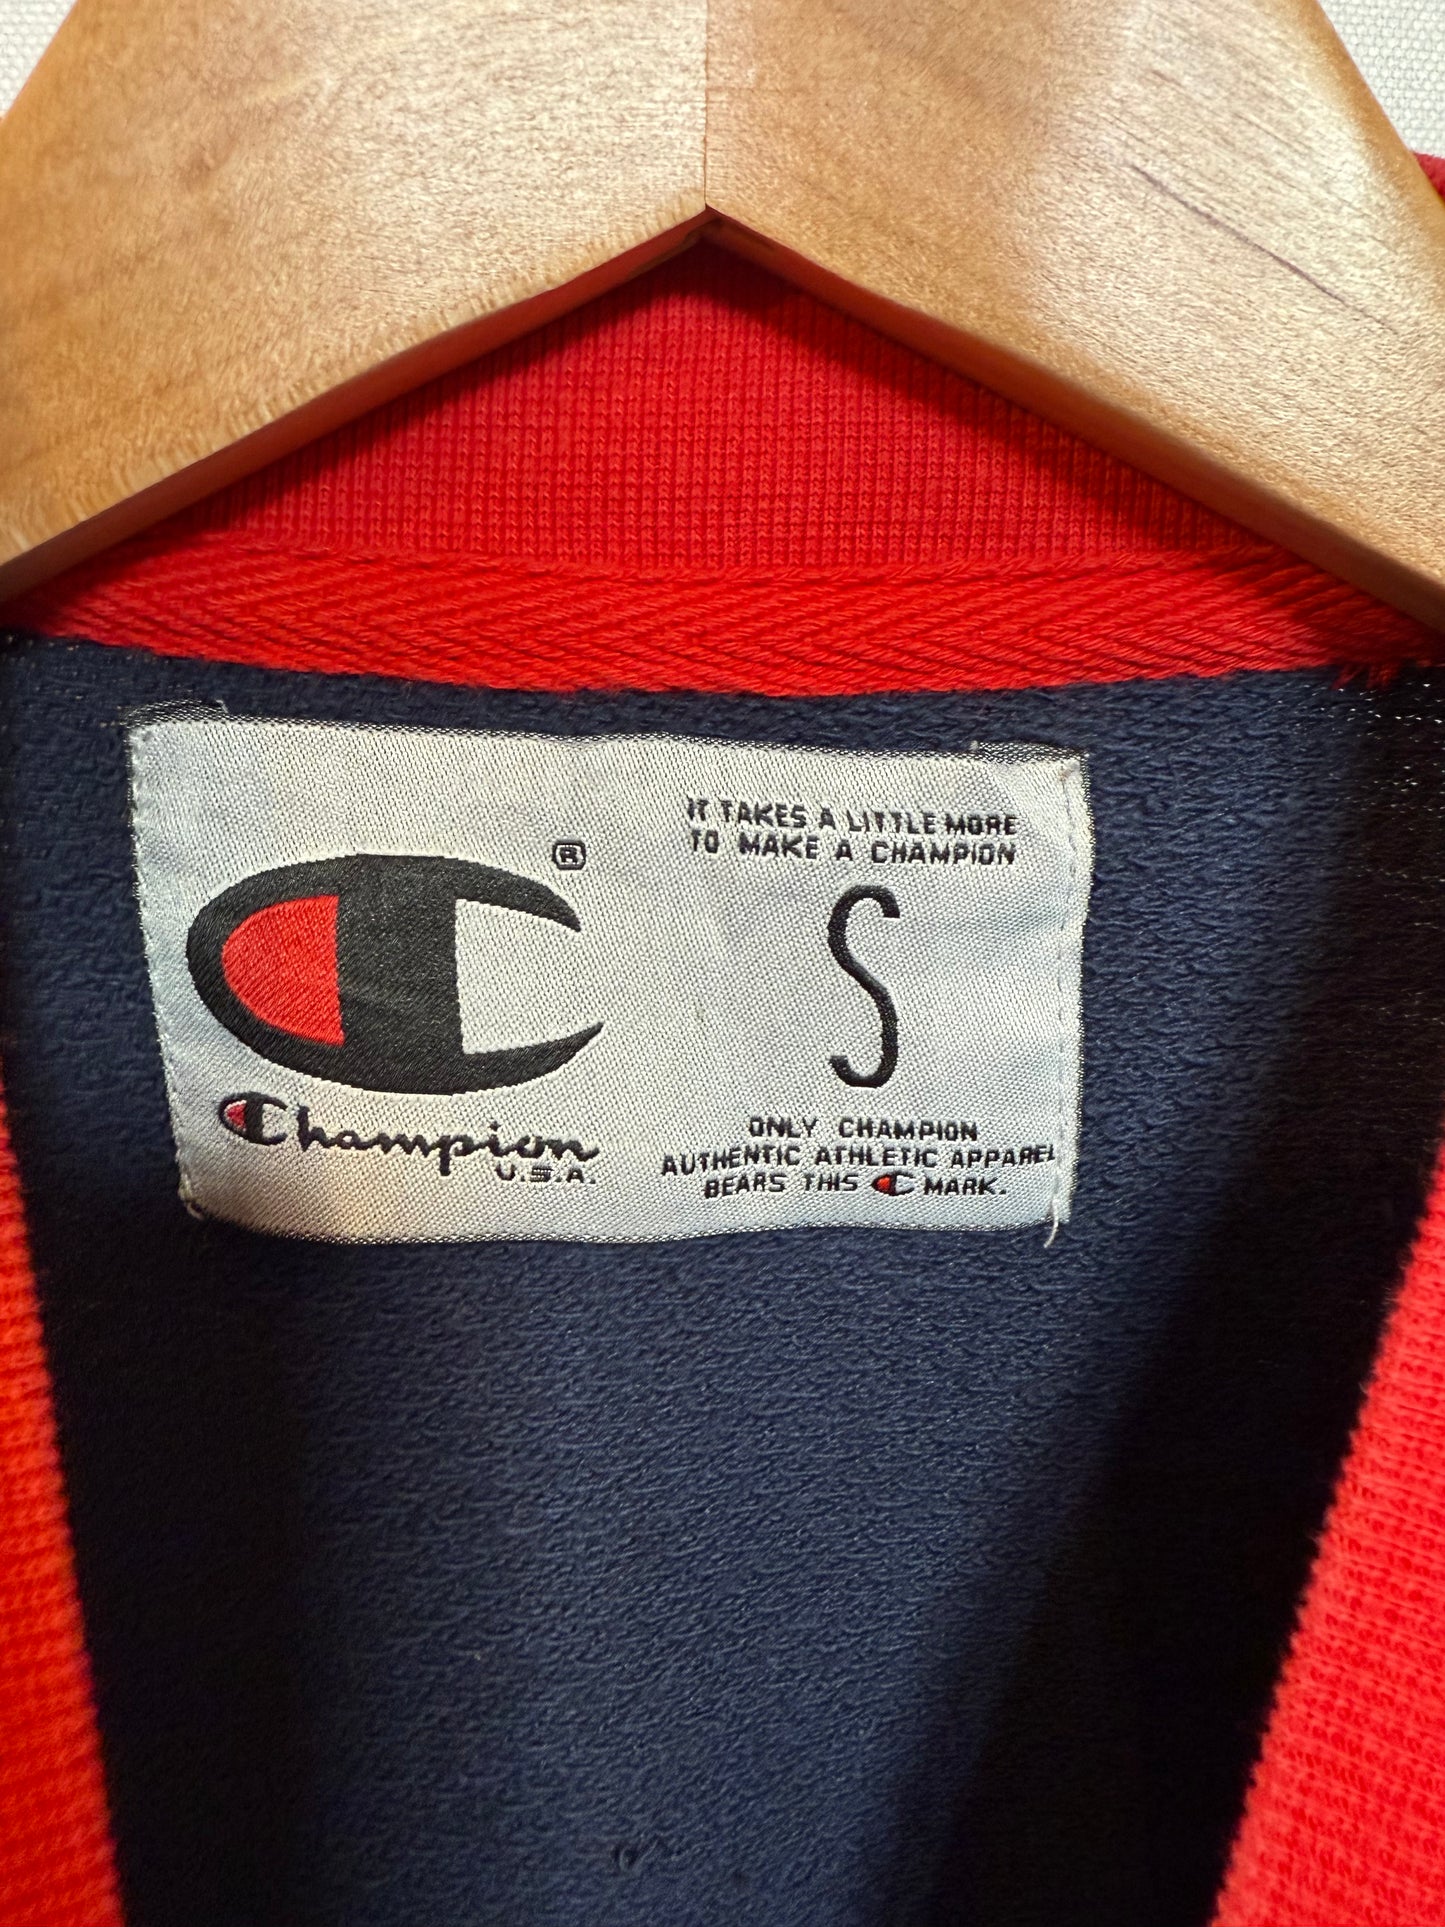 ®
Champion
U.S.A.
IT TAKES A LITTLE MORE
TO MAKE A CHAMPION
S
ONLY CHAMPION
AUTHENTIC ATHLETIC APPAREL
BEARS THIS C MARK.